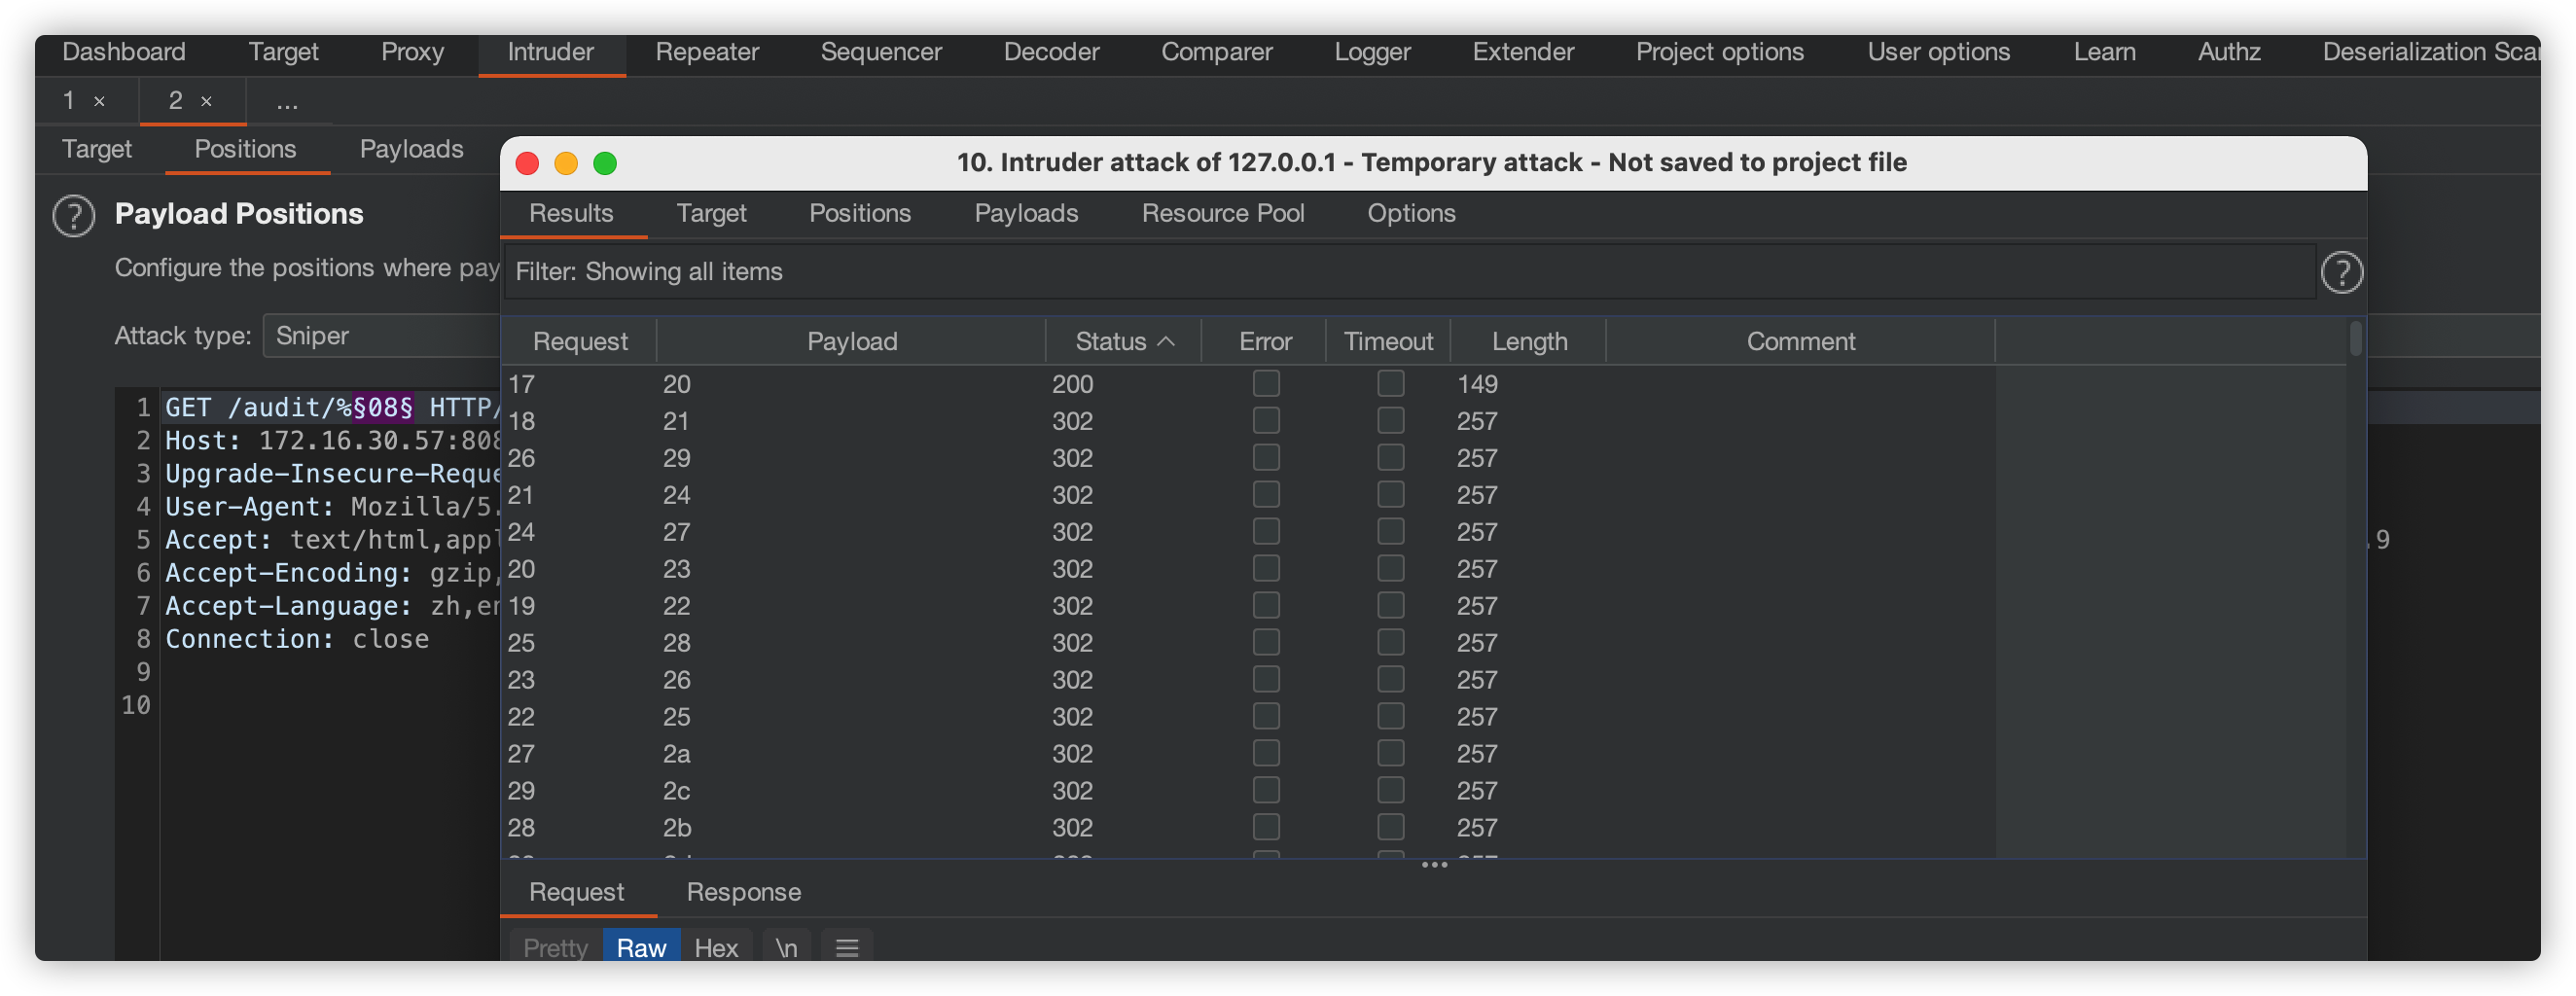 Dashboard Target Proxy Intruder Repeater Sequencer Decoder Comparer Logger Extender Project options User options Learn Authz Deserialization Scan
1 × 2 × ...
Target Positions Payloads
? Payload Positions
Configure the positions where pay
Attack type: Sniper
1 GET /audit/%§08§ HTTP/
2 Host: 172.16.30.57:808
3 Upgrade-Insecure-Reque
4 User-Agent: Mozilla/5.
5 Accept: text/html,appl
.9
6 Accept-Encoding: gzip,
7 Accept-Language: zh,en
8 Connection: close
9
10
10. Intruder attack of 127.0.0.1 - Temporary attack - Not saved to project file
Results Target Positions Payloads Resource Pool Options
Filter: Showing all items ?
Request Payload Status Error Timeout Length Comment
17 20 200 149
18 21 302 257
26 29 302 257
21 24 302 257
24 27 302 257
20 23 302 257
19 22 302 257
25 28 302 257
23 26 302 257
22 25 302 257
27 2a 302 257
29 2c 302 257
28 2b 302 257
Request Response
Pretty Raw Hex \n